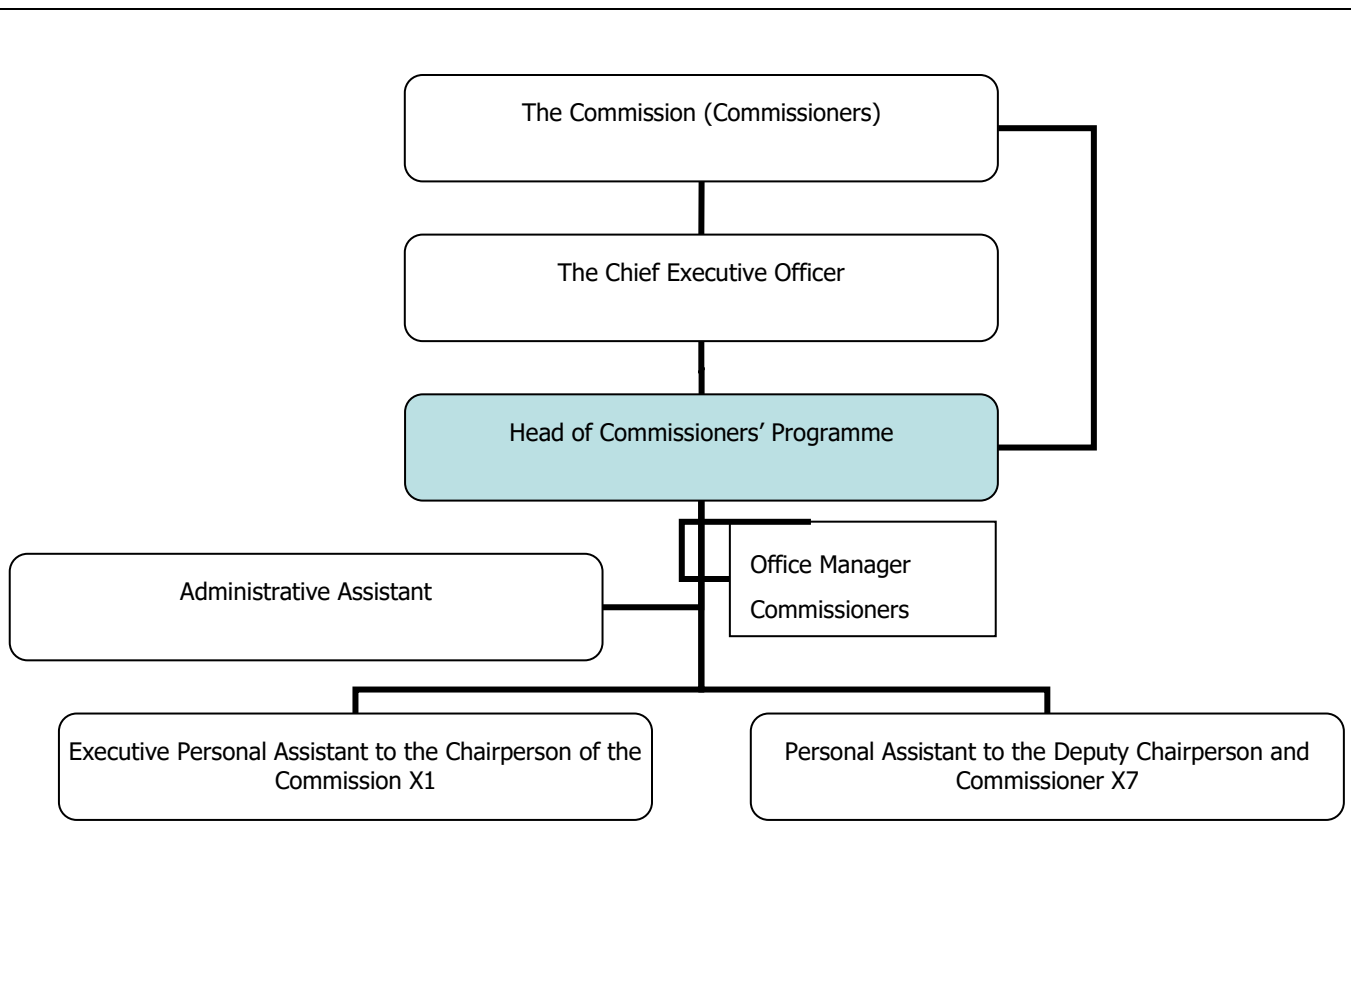 The Commission (Commissioners)
The Chief Executive Officer
Head of Commissioners’ Programme
Office Manager
Commissioners
Administrative Assistant
Executive Personal Assistant to the Chairperson of the
Commission X1
Personal Assistant to the Deputy Chairperson and
Commissioner X7